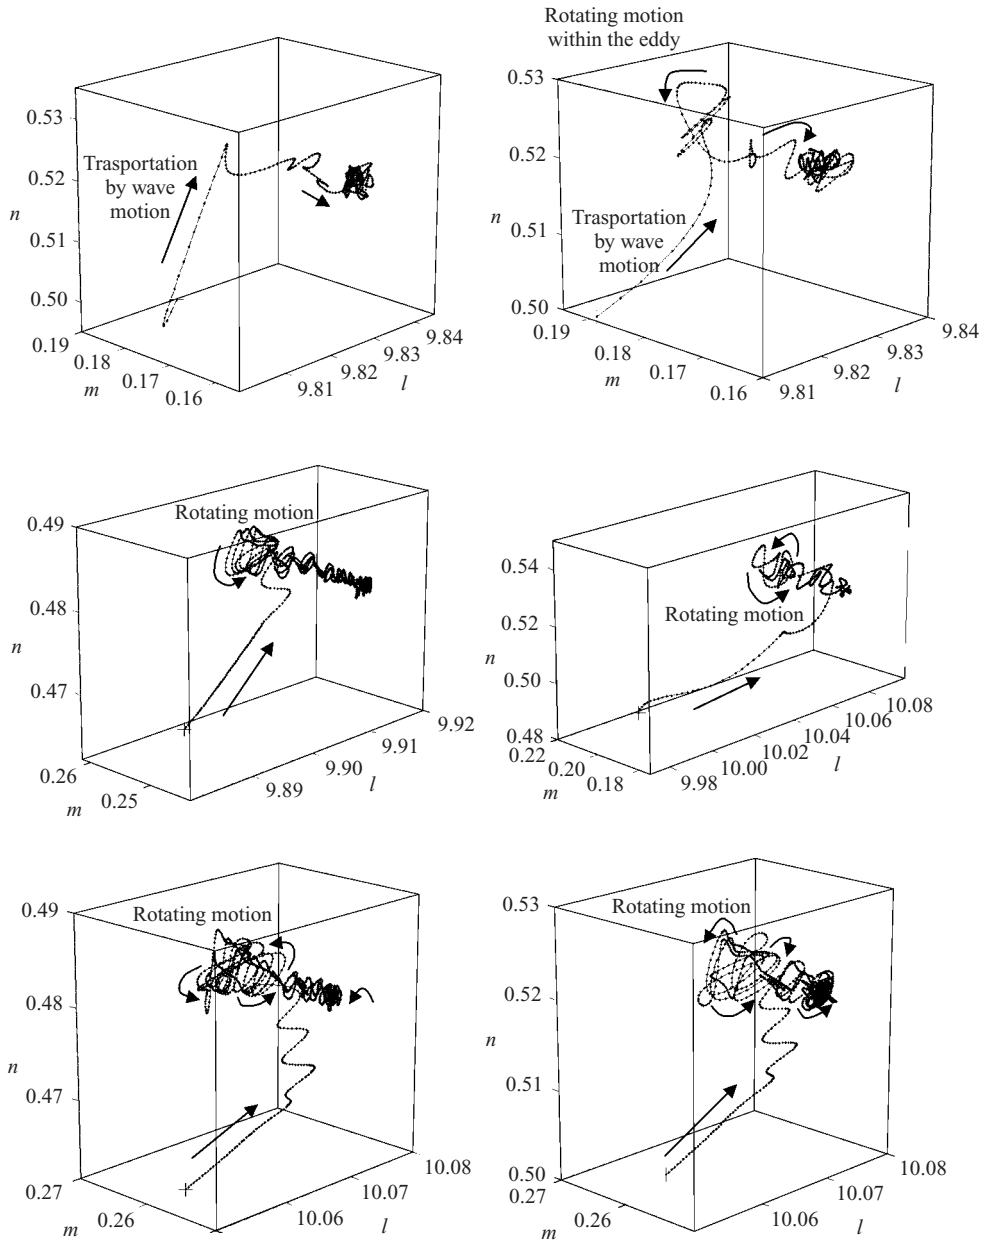 0.53
Trasportation
by wave
motion
0.52
n
0.51
0.50
0.19
0.18
0.17
0.16
m
9.81
9.82
9.83
9.84
l
Rotating motion
within the eddy
0.53
0.52
n
Trasportation
by wave
motion
0.51
0.50
0.19
0.18
0.17
0.16
m
9.81
9.82
9.83
9.84
l
0.49
Rotating motion
0.48
n
0.47
0.26
0.25
m
9.89
9.90
9.91
9.92
l
0.54
Rotating motion
0.52
n
0.50
0.48
0.22
0.20
0.18
m
9.98
10.00
10.02
10.04
10.06
10.08
l
0.49
Rotating motion
0.48
n
0.47
0.27
0.26
m
10.06
10.07
10.08
l
0.53
Rotating motion
0.52
n
0.51
0.50
0.27
0.26
m
10.06
10.07
10.08
l